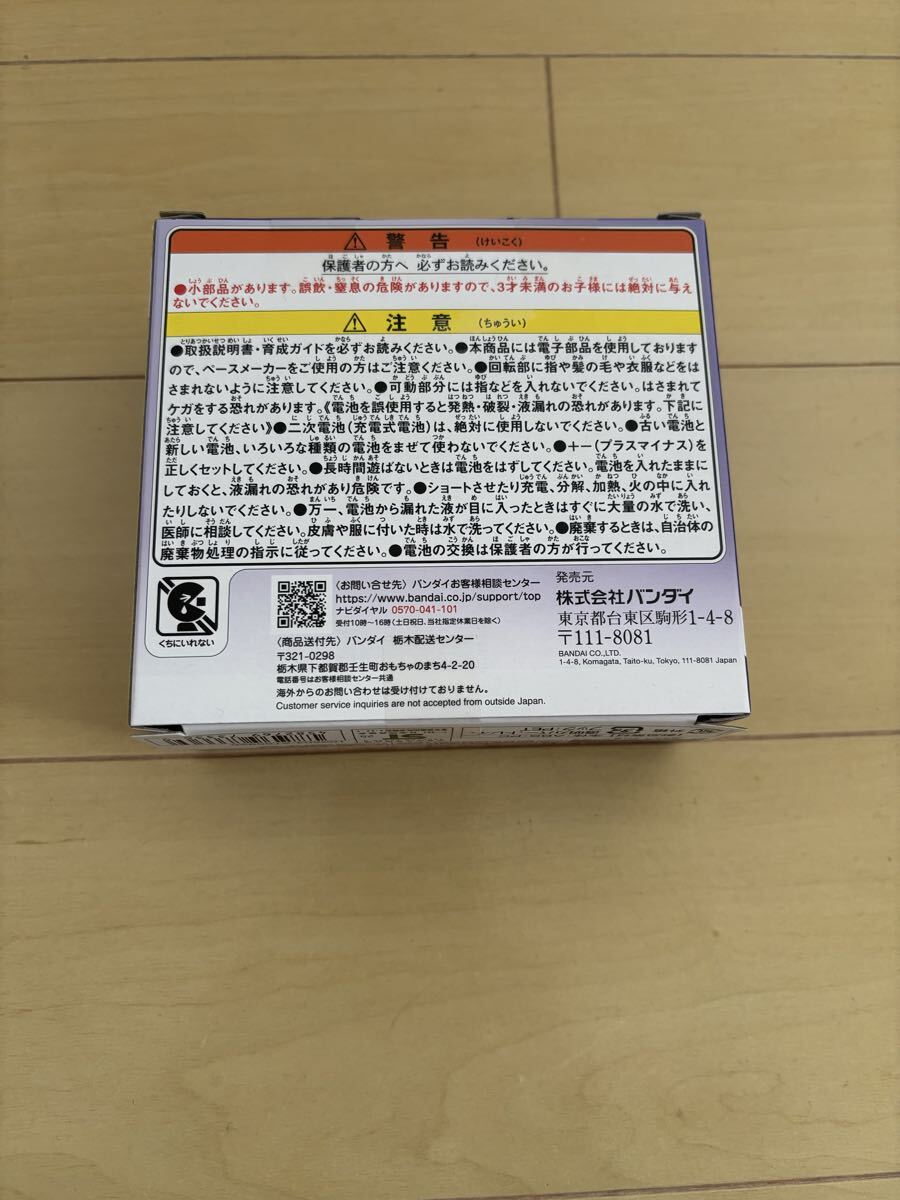 ⚠警告（けいこく）
保護者の方へ 必ずお読みください。
●小部品があります。誤飲・窒息の危険がありますので、3才未満のお子様には絶対に与え
ないでください。
⚠注意（ちゅうい）
●取扱説明書・育成ガイドを必ずお読みください。●本商品には電子部品を使用しております
ので、ペースメーカーをご使用の方はご注意ください。●回転部に指や髪の毛や衣服などをは
さまれないように注意してください。●可動部分には指などを入れないでください。はさまれて
ケガをする恐れがあります。《電池を誤使用すると発熱・破裂・液漏れの恐れがあります。下記に
注意してください》●二次電池（充電式電池）は、絶対に使用しないでください。●古い電池と
新しい電池、いろいろな種類の電池をまぜて使わないでください。●＋－（プラスマイナス）を
正しくセットしてください。●長時間遊ばないときは電池をはずしてください。電池を入れたままに
しておくと、液漏れの恐れがあり危険です。●ショートさせたり充電、分解、加熱、火の中に入れ
たりしないでください。●万一、電池から漏れた液が目に入ったときはすぐに大量の水で洗い、
医師に相談してください。皮膚や服に付いた時は水で洗ってください。●廃棄するときは、自治体の
廃棄物処理の指示に従ってください。●電池の交換は保護者の方が行ってください。
くちにいれない
〈お問い合せ先〉バンダイお客様相談センター
https://www.bandai.co.jp/support/top
ナビダイヤル 0570-041-101
受付10時～16時（土日祝日、当社指定休業日を除く）
〈商品送付先〉バンダイ 栃木配送センター
〒321-0298
栃木県下都賀郡壬生町おもちゃのまち4-2-20
電話番号はお客様相談センター共通
海外からのお問い合わせは受け付けておりません。
Customer service inquiries are not accepted from outside Japan.
発売元
株式会社バンダイ
東京都台東区駒形1-4-8
〒111-8081
BANDAI CO.,LTD.
1-4-8, Komagata, Taito-ku, Tokyo, 111-8081 Japan